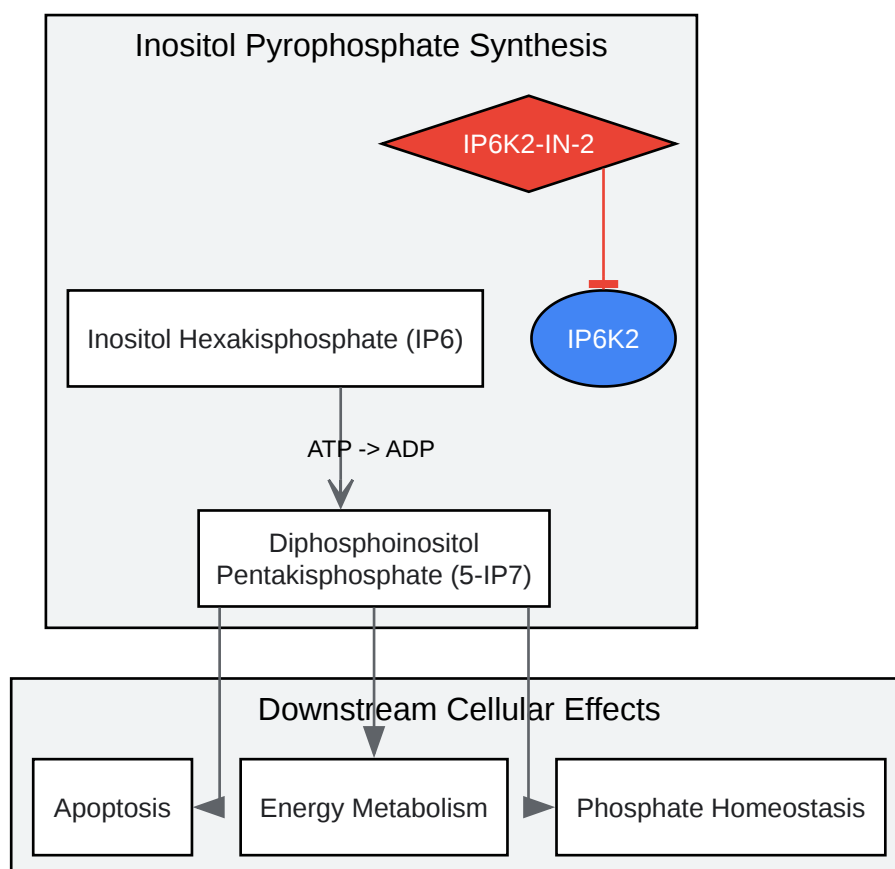 Inositol Pyrophosphate Synthesis
IP6K2-IN-2
Inositol Hexakisphosphate (IP6)
IP6K2
ATP -> ADP
Diphosphoinositol
Pentakisphosphate (5-IP7)
Downstream Cellular Effects
Apoptosis
Energy Metabolism
Phosphate Homeostasis